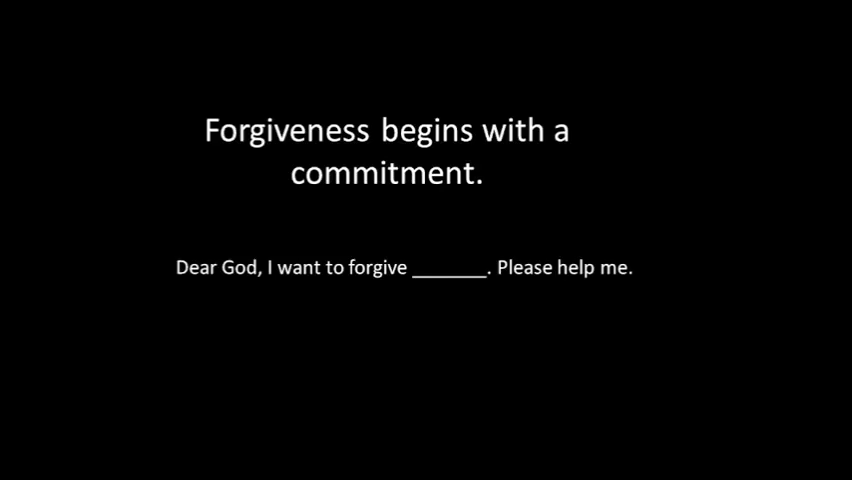 Forgiveness begins with a
commitment.
Dear God, I want to forgive _______. Please help me.